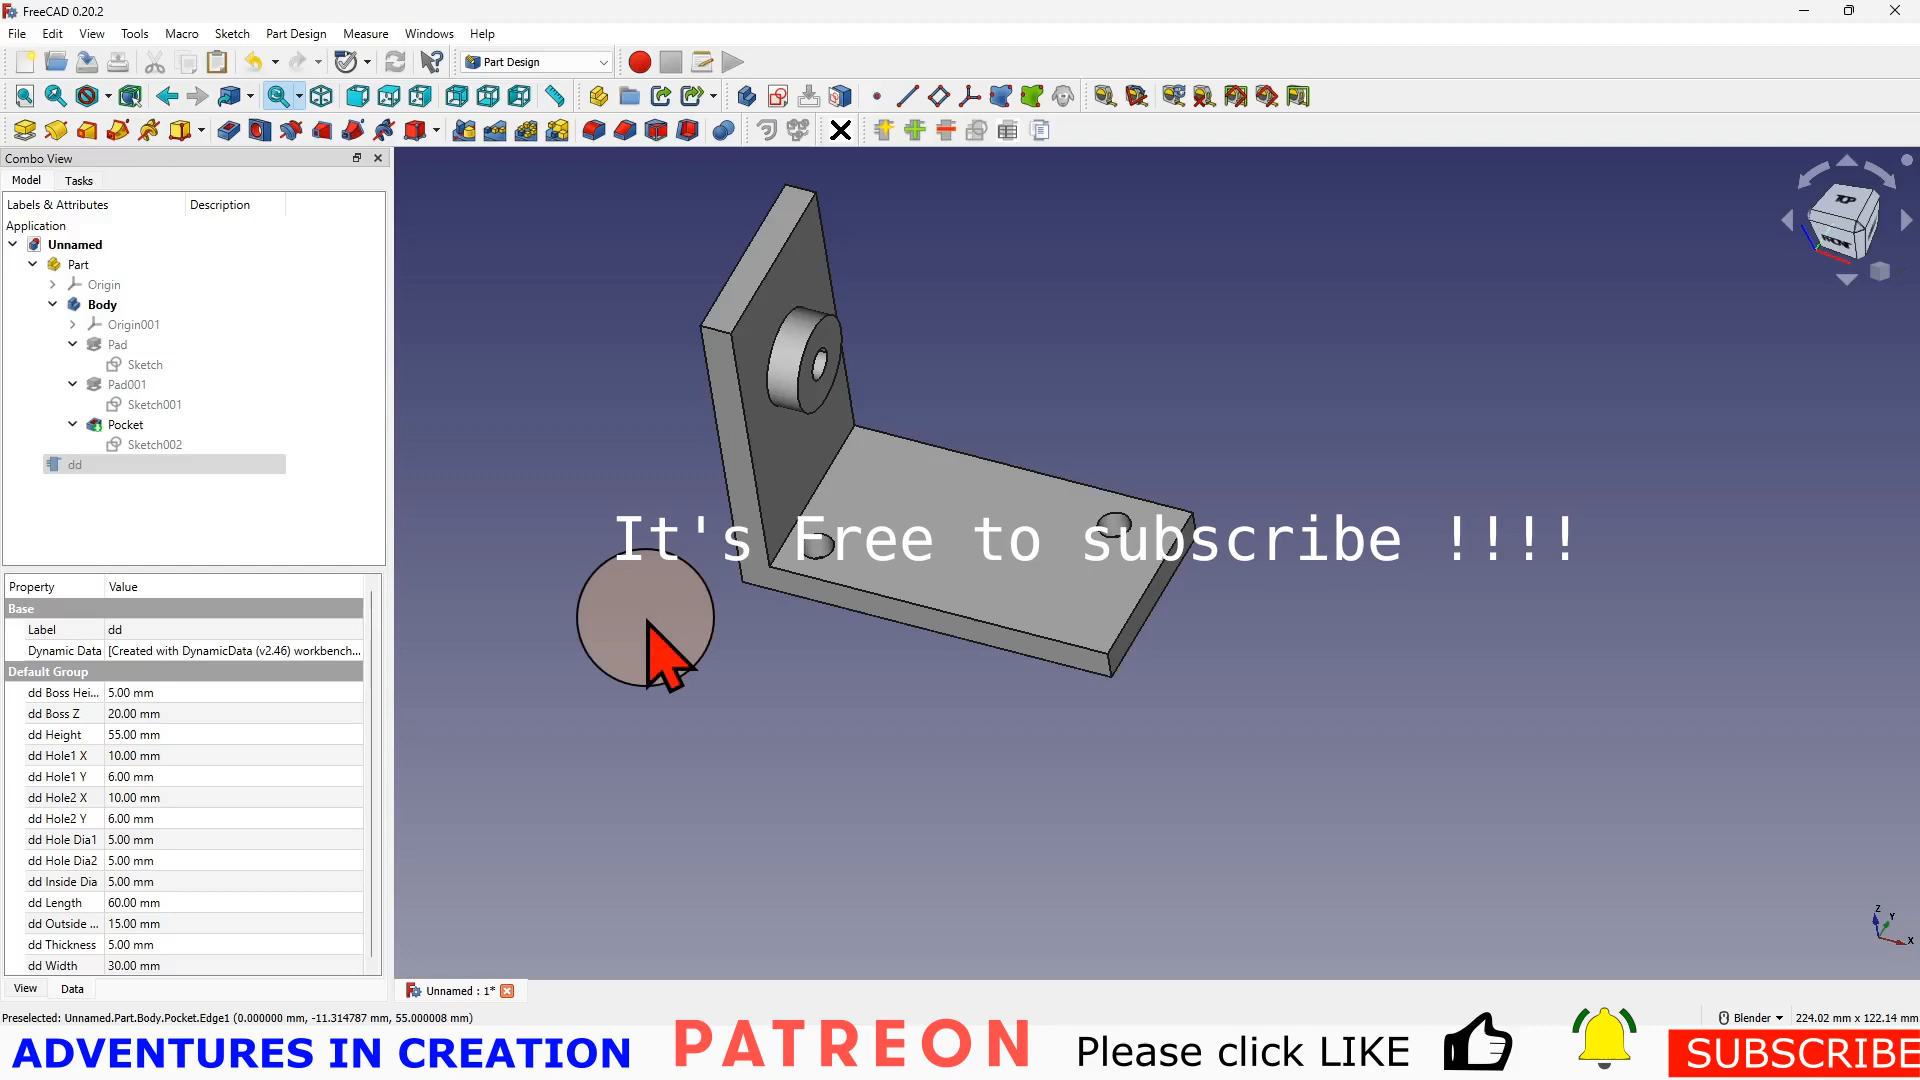 FreeCAD 0.20.2
File Edit View Tools Macro Sketch Part Design Measure Windows Help
Part Design
Combo View
Model Tasks
Labels & Attributes Description
Application
Unnamed
Part
Origin
Body
Origin001
Pad
Sketch
Pad001
Sketch001
Pocket
Sketch002
dd
Property Value
Base
Label dd
Dynamic Data [Created with DynamicData (v2.46) workbench...
Default Group
dd Boss Hei... 5.00 mm
dd Boss Z 20.00 mm
dd Height 55.00 mm
dd Hole1 X 10.00 mm
dd Hole1 Y 6.00 mm
dd Hole2 X 10.00 mm
dd Hole2 Y 6.00 mm
dd Hole Dia1 5.00 mm
dd Hole Dia2 5.00 mm
dd Inside Dia 5.00 mm
dd Length 60.00 mm
dd Outside ... 15.00 mm
dd Thickness 5.00 mm
dd Width 30.00 mm
View Data
TOP
FRONT
It's Free to subscribe !!!!
Z
Y
X
Unnamed : 1*
Preselected: Unnamed.Part.Body.Pocket.Edge1 (0.000000 mm, -11.314787 mm, 55.000008 mm)
Blender 224.02 mm x 122.14 mm
ADVENTURES IN CREATION PATREON Please click LIKE SUBSCRIBE